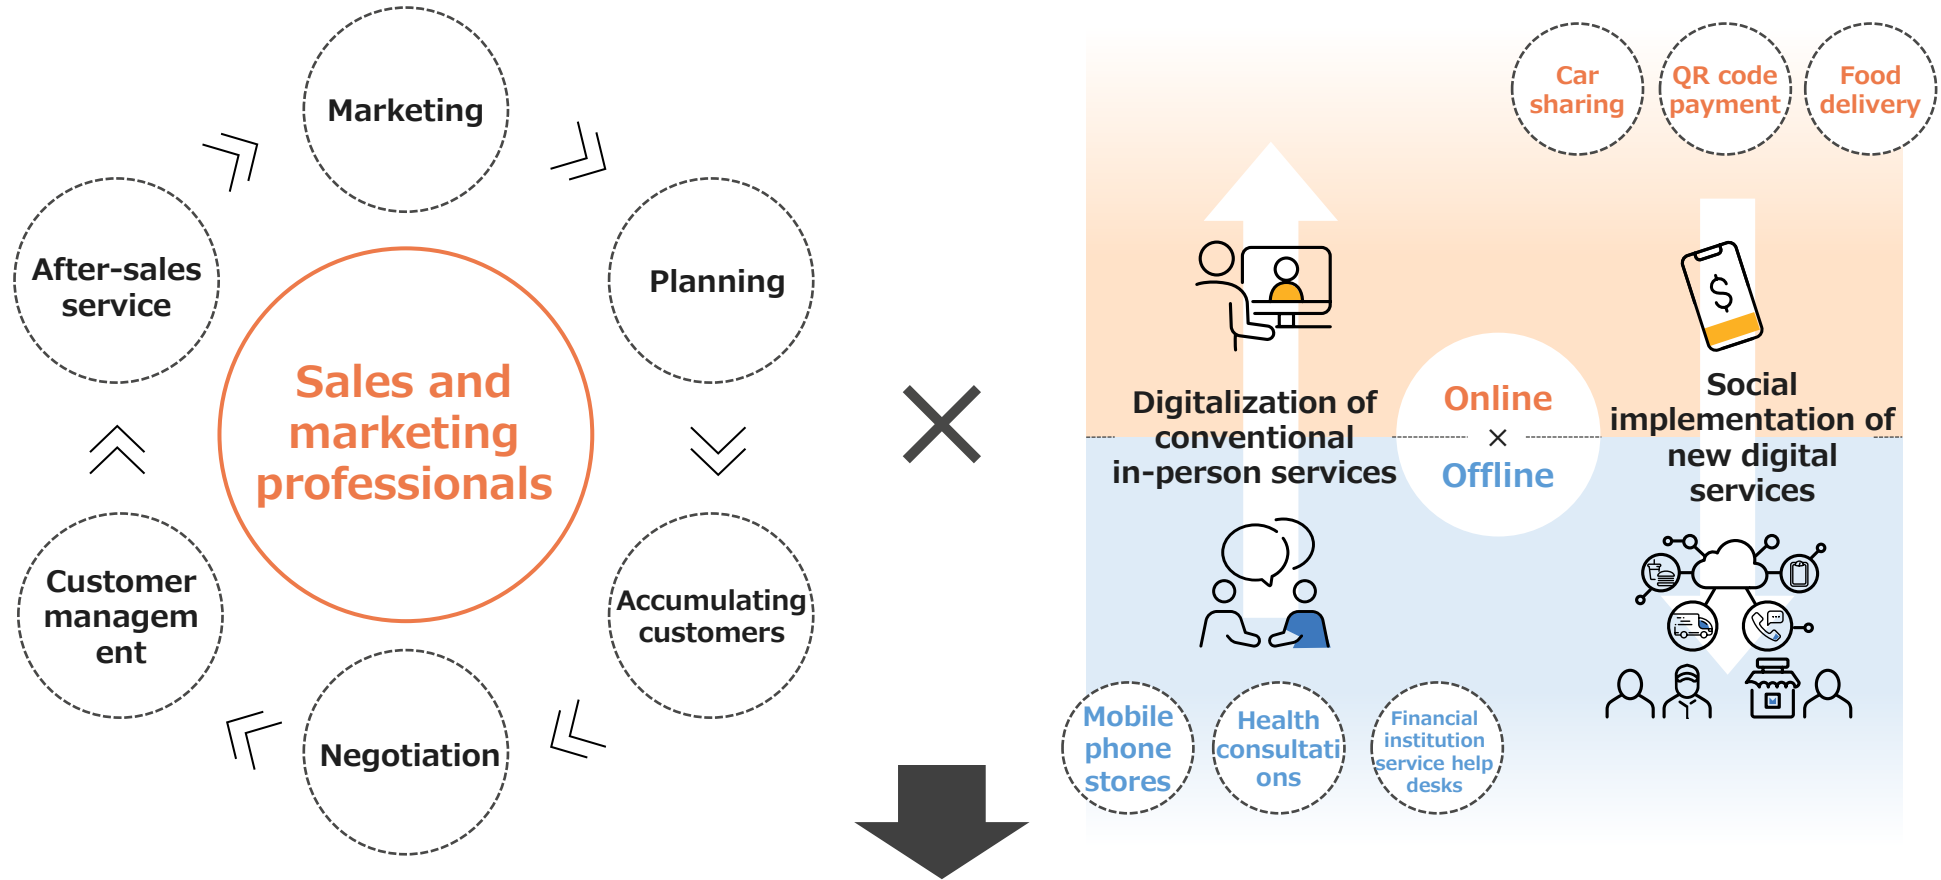 Marketing
Planning
Accumulating
customers
Negotiation
Customer
managem
ent
After-sales
service
Sales and
marketing
professionals
×
Car
sharing
QR code
payment
Food
delivery
$
Digitalization of
conventional
in-person services
Online
×
Offline
Social
implementation of
new digital
services
Mobile
phone
stores
Health
consultati
ons
Financial
institution
service help
desks